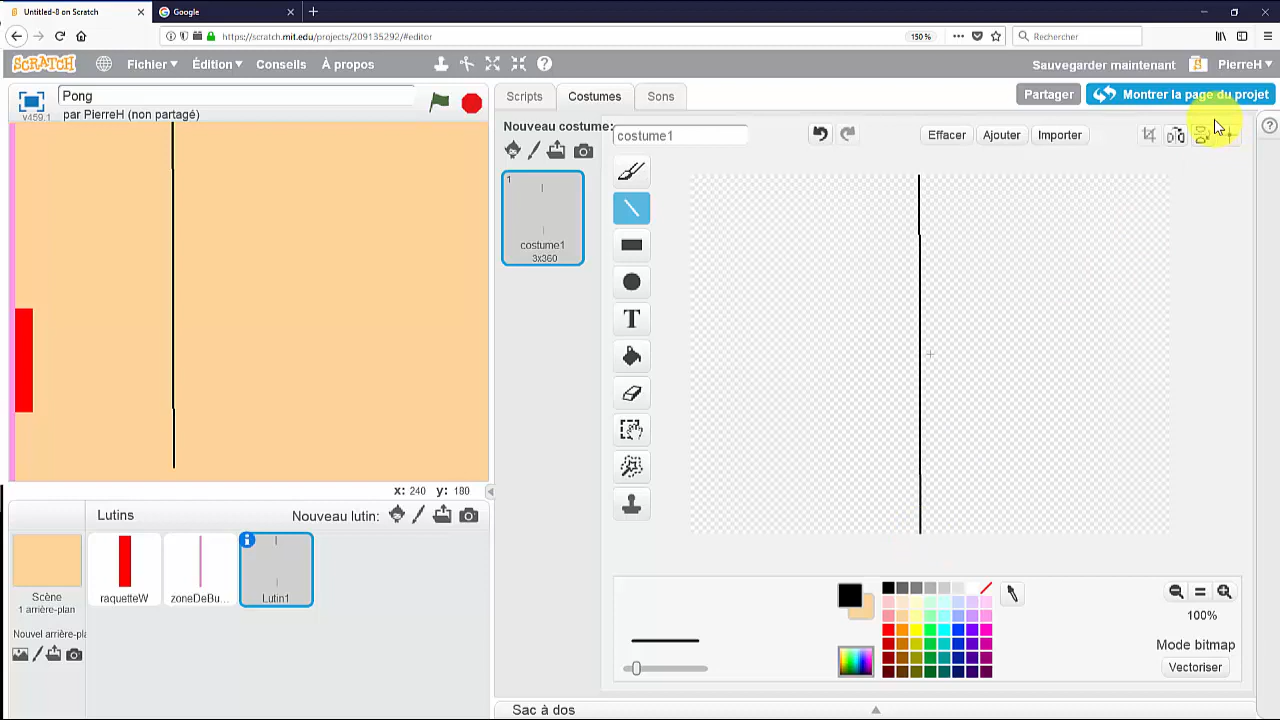 Untitled-8 on Scratch
Google
https://scratch.mit.edu/projects/209135292/#editor
150 %
Rechercher
SCRATCH
Fichier
Édition
Conseils
À propos
Sauvegarder maintenant
PierreH
Pong
v459.1
par PierreH (non partagé)
Scripts
Costumes
Sons
Partager
Montrer la page du projet
Nouveau costume:
costume1
Effacer
Ajouter
Importer
1
costume1
3x360
T
x: 240 y: 180
Lutins
Nouveau lutin:
Scène
1 arrière-plan
raquetteW
zoneDeBu...
Lutin1
Nouvel arrière-pla
100%
Mode bitmap
Vectoriser
Sac à dos